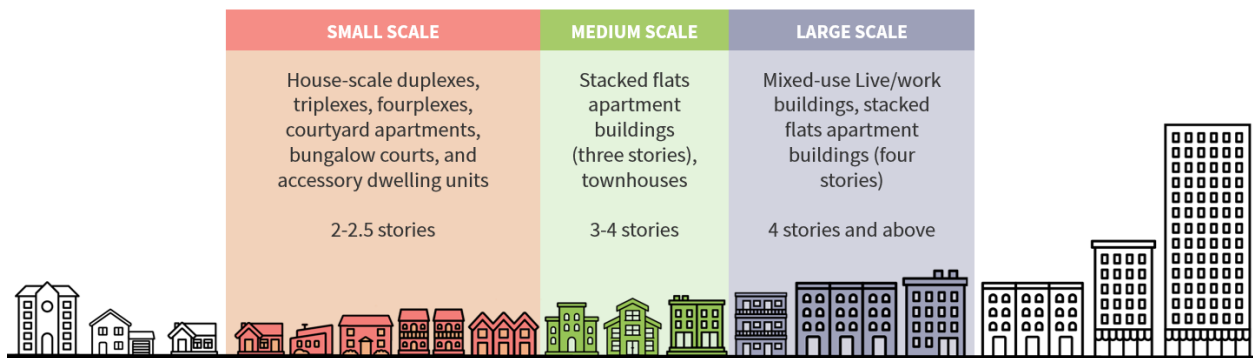 SMALL SCALE
House-scale duplexes,
triplexes, fourplexes,
courtyard apartments,
bungalow courts, and
accessory dwelling units
2-2.5 stories
MEDIUM SCALE
Stacked flats
apartment
buildings
(three stories),
townhouses
3-4 stories
LARGE SCALE
Mixed-use Live/work
buildings, stacked
flats apartment
buildings (four
stories)
4 stories and above